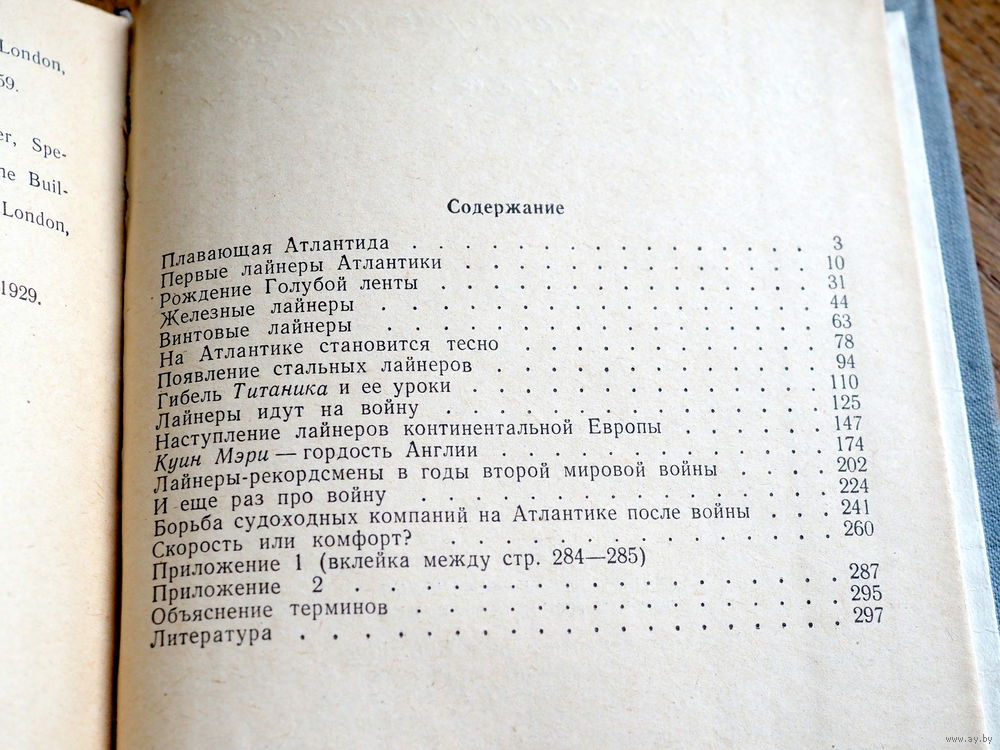 London,
59.
er, Spe-
ne Buil-
London,
1929.
Содержание
Плавающая Атлантида . . . . . . . . . . . . . . . . 3
Первые лайнеры Атлантики . . . . . . . . . . . . . . 10
Рождение Голубой ленты . . . . . . . . . . . . . . . 31
Железные лайнеры . . . . . . . . . . . . . . . . . 44
Винтовые лайнеры . . . . . . . . . . . . . . . . . 63
На Атлантике становится тесно . . . . . . . . . . . . 78
Появление стальных лайнеров . . . . . . . . . . . . . 94
Гибель Титаника и ее уроки . . . . . . . . . . . . . 110
Лайнеры идут на войну . . . . . . . . . . . . . . . 125
Наступление лайнеров континентальной Европы . . . . . . 147
Куин Мэри — гордость Англии . . . . . . . . . . . . . 174
Лайнеры-рекордсмены в годы второй мировой войны . . . . 202
И еще раз про войну . . . . . . . . . . . . . . . . 224
Борьба судоходных компаний на Атлантике после войны . . . 241
Скорость или комфорт? . . . . . . . . . . . . . . . 260
Приложение 1 (вклейка между стр. 284—285)
Приложение 2 . . . . . . . . . . . . . . . . . . 287
Объяснение терминов . . . . . . . . . . . . . . . . 295
Литература . . . . . . . . . . . . . . . . . . . 297
www.ay.by